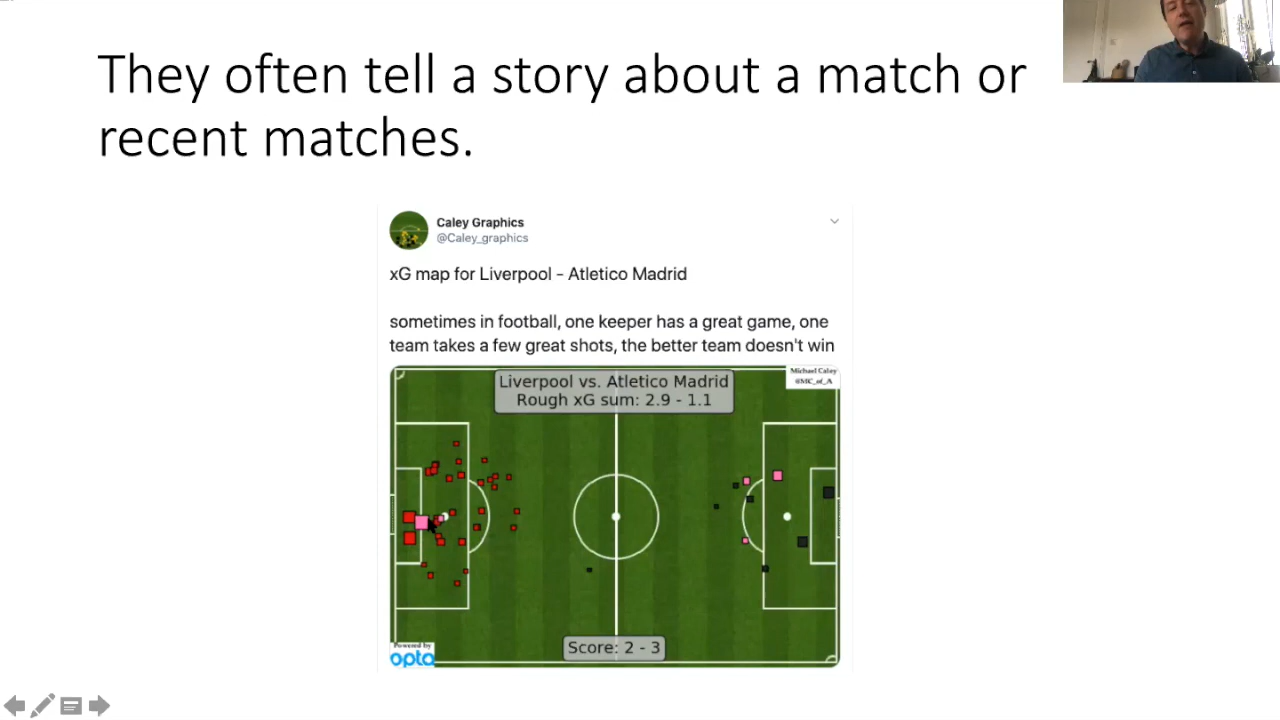 They often tell a story about a match or
recent matches.
Caley Graphics
@Caley_graphics
xG map for Liverpool - Atletico Madrid
sometimes in football, one keeper has a great game, one
team takes a few great shots, the better team doesn't win
Liverpool vs. Atletico Madrid
Rough xG sum: 2.9 - 1.1
Michael Caley
@MC_of_A
Score: 2 - 3
Powered by
opta